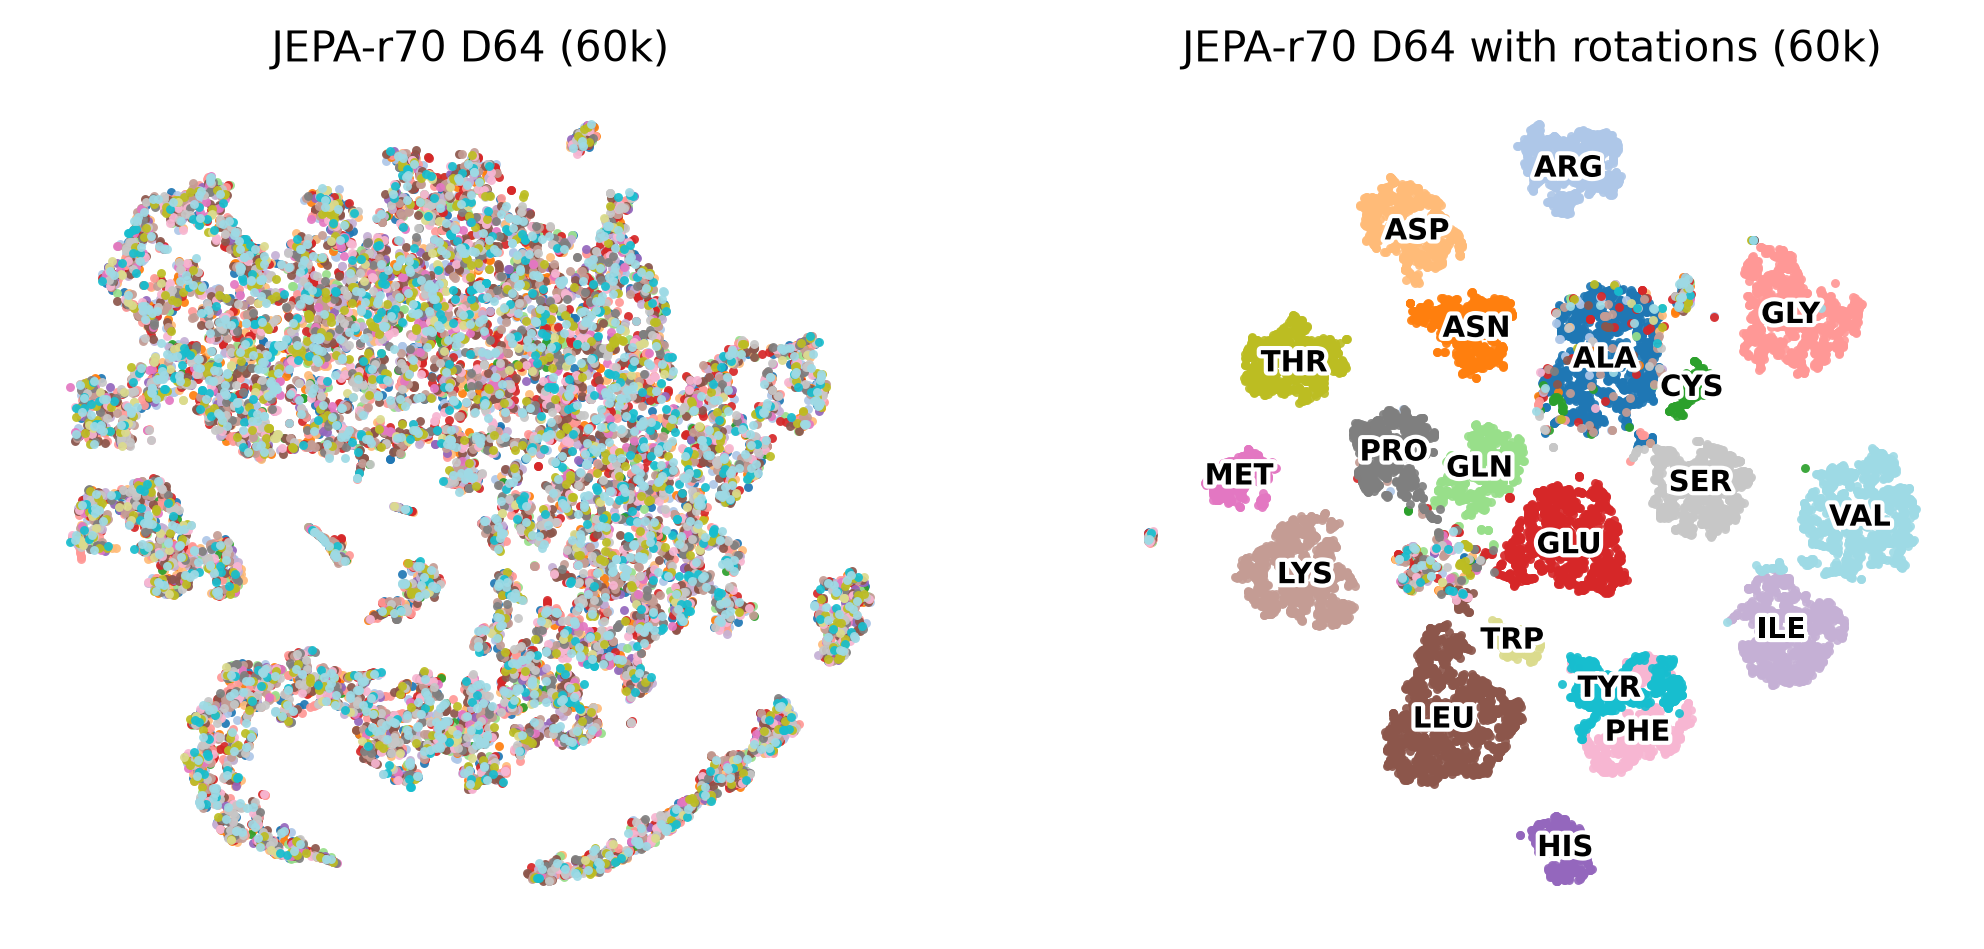 JEPA-r70 D64 (60k)
JEPA-r70 D64 with rotations (60k)
ARG
ASP
GLY
ASN
THR
ALA
CYS
PRO
GLN
MET
SER
VAL
GLU
LYS
ILE
TRP
TYR
LEU
PHE
HIS